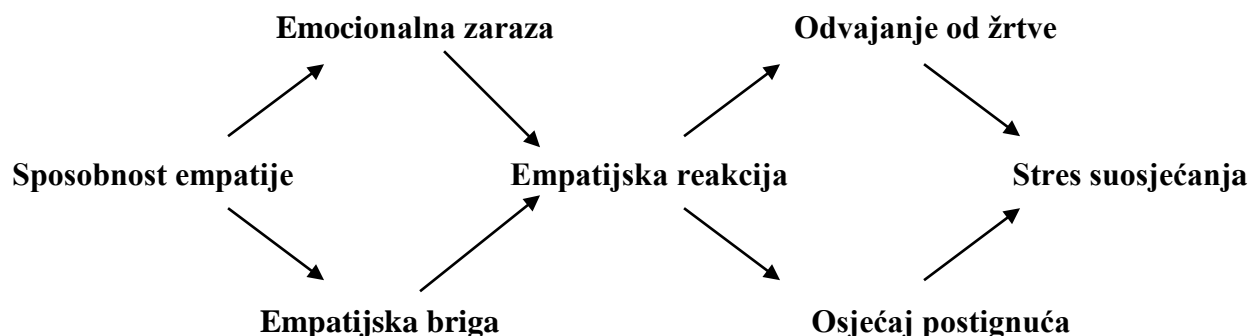 Emocionalna zaraza Odvajanje od žrtve
Sposobnost empatije Empatijska reakcija Stres suosjećanja
Empatijska briga Osjećaj postignuća